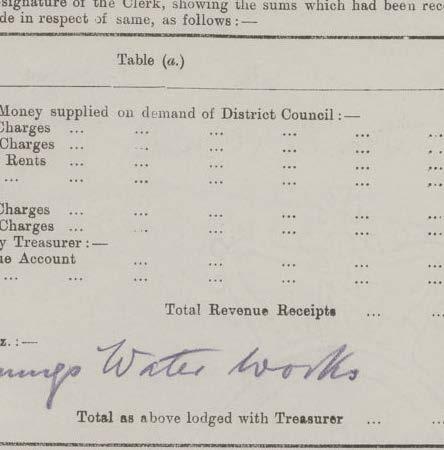 signature of the Clerk, showing the sums which had been rece
de in respect of same, as follows :—
Table (a.)
Money supplied on demand of District Council :—
Charges ... ... ... ... ... ...
Charges ... ... ... ... ... ...
Rents ... ... ... ... ... ...
... ... ... ... ... ...
Charges ... ... ... ... ... ...
Charges ... ... ... ... ... ...
y Treasurer :—
ue Account ... ... ... ... ...
... ... ... ... ... ...
Total Revenue Receipts ... ...
z. :—
Water Works
Total as above lodged with Treasurer ... ...